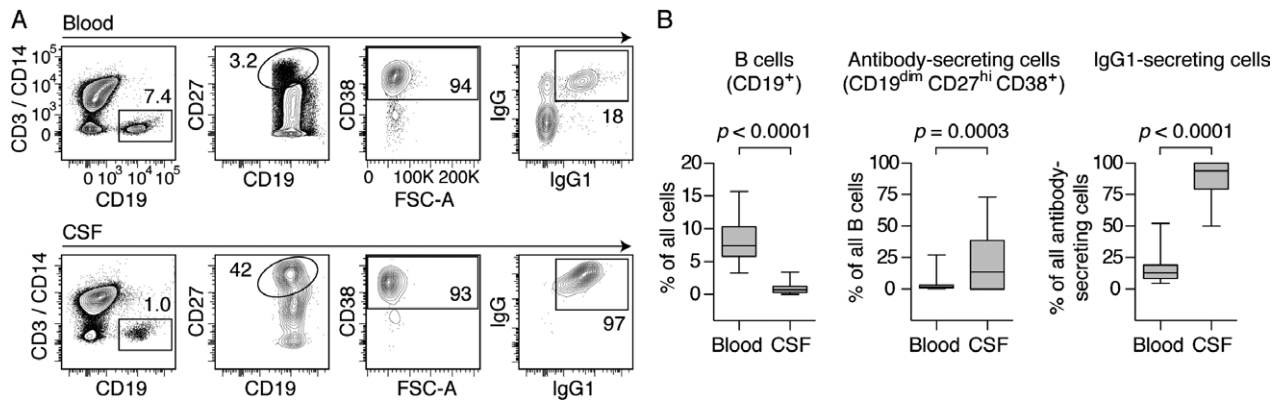 A
Blood
CD3 / CD14
10^5
10^4
10^3
0
7.4
0 10^3 10^4 10^5
CD19
CD27
3.2
CD19
CD38
94
0 100K 200K
FSC-A
IgG
18
IgG1
CSF
CD3 / CD14
1.0
CD19
CD27
42
CD19
CD38
93
FSC-A
IgG
97
IgG1
B
B cells
(CD19+)
p < 0.0001
% of all cells
20
15
10
5
0
Blood CSF
Antibody-secreting cells
(CD19dim CD27hi CD38+)
p = 0.0003
% of all B cells
100
75
50
25
0
Blood CSF
IgG1-secreting cells
p < 0.0001
% of all antibody-
secreting cells
100
75
50
25
0
Blood CSF